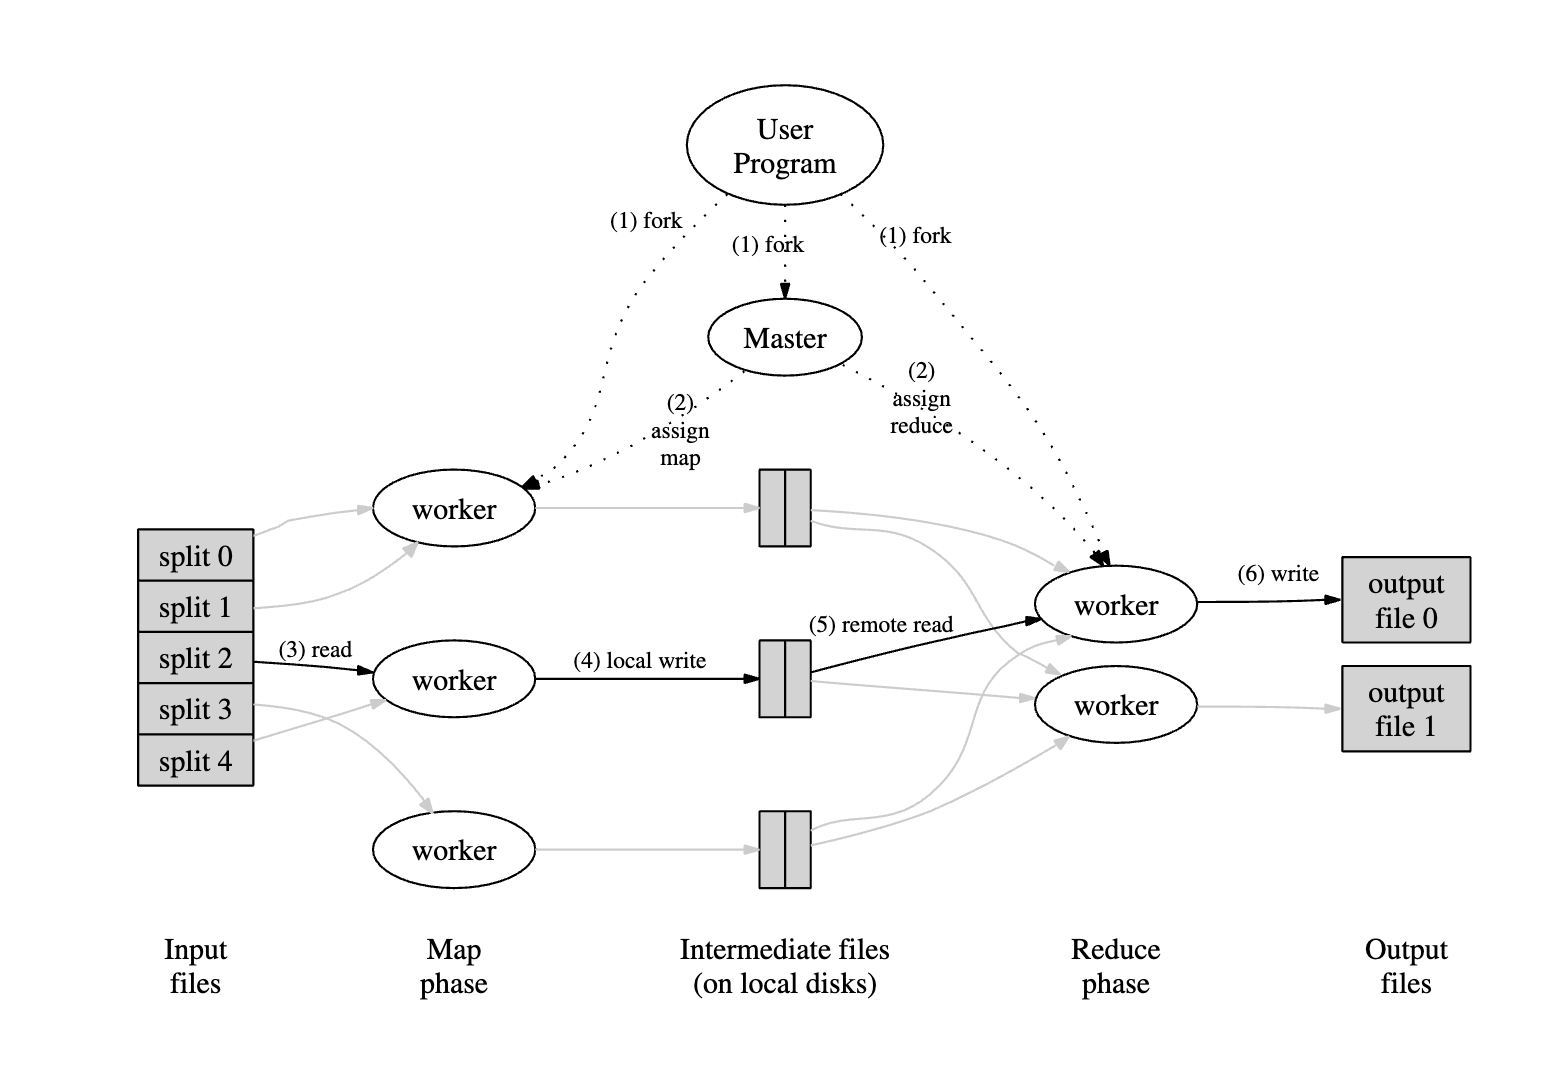 User
Program
(1) fork
(1) fork
(1) fork
Master
(2)
assign
map
(2)
assign
reduce
split 0
split 1
split 2
split 3
split 4
(3) read
worker
worker
worker
(4) local write
(5) remote read
worker
worker
(6) write
output
file 0
output
file 1
Input
files
Map
phase
Intermediate files
(on local disks)
Reduce
phase
Output
files